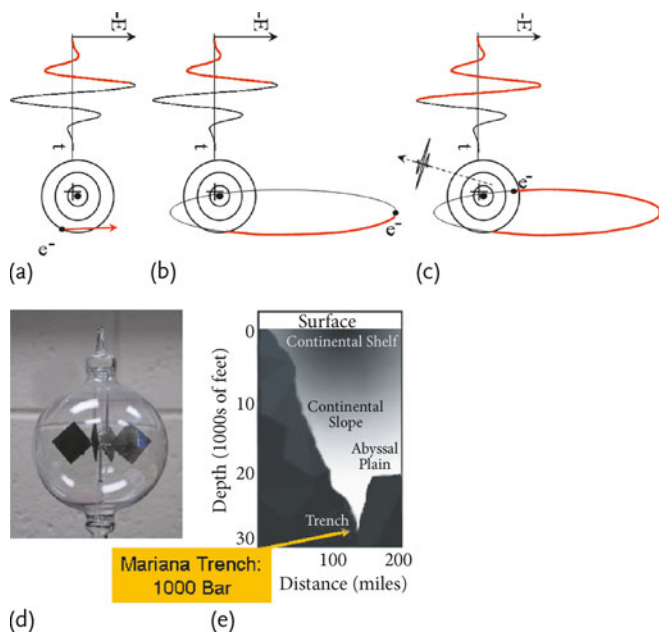 -E
-E
-E
t
t
t
e-
e-
e-
(a)
(b)
(c)
Surface
Continental Shelf
Continental
Slope
Abyssal
Plain
Trench
0
10
20
30
Depth (1000s of feet)
100 200
Distance (miles)
Mariana Trench:
1000 Bar
(d)
(e)